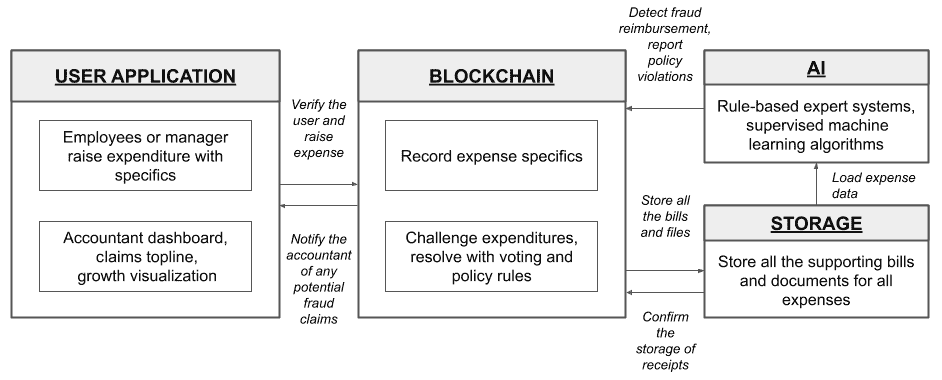 USER APPLICATION
Employees or manager
raise expenditure with
specifics
Accountant dashboard,
claims topline,
growth visualization
Verify the
user and
raise
expense
Notify the
accountant
of any
potential
fraud
claims
BLOCKCHAIN
Record expense specifics
Challenge expenditures,
resolve with voting and
policy rules
Detect fraud
reimbursement,
report
policy
violations
Store all
the bills
and files
Confirm
the
storage of
receipts
AI
Rule-based expert systems,
supervised machine
learning algorithms
Load expense
data
STORAGE
Store all the supporting bills
and documents for all
expenses